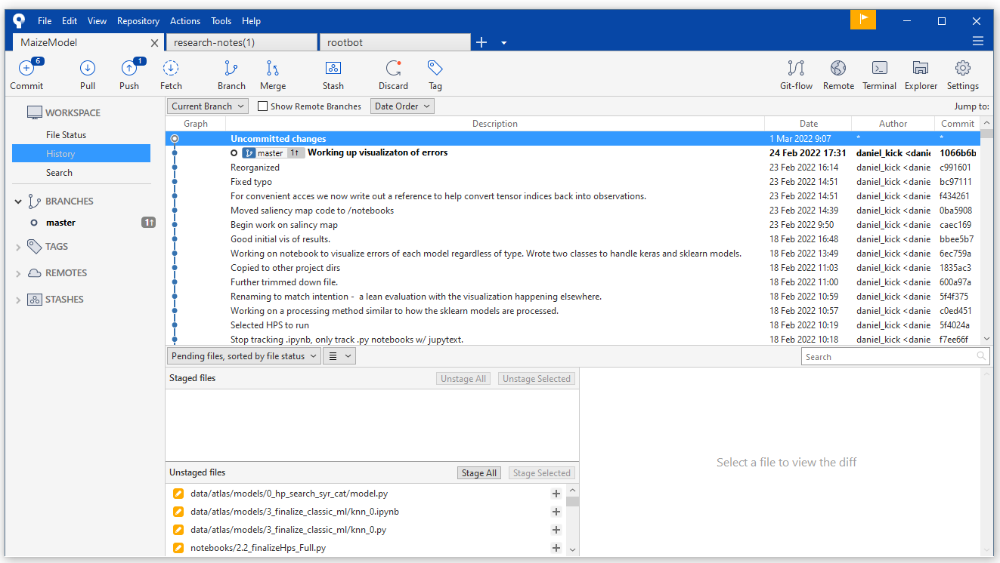 File Edit View Repository Actions Tools Help
MaizeModel research-notes(1) rootbot
6 1
Commit Pull Push Fetch Branch Merge Stash Discard Tag Git-flow Remote Terminal Explorer Settings
Current Branch Show Remote Branches Date Order Jump to:
WORKSPACE
File Status
History
Search
BRANCHES
master 1↑
TAGS
REMOTES
STASHES
Graph Description Date Author Commit
Uncommitted changes 1 Mar 2022 9:07 * *
master 1↑ Working up visualizaton of errors 24 Feb 2022 17:31 daniel_kick <danie 1066b6b
Reorganized 23 Feb 2022 16:14 daniel_kick <danie c991601
Fixed typo 23 Feb 2022 14:51 daniel_kick <danie bc97111
For convenient acces we now write out a reference to help convert tensor indices back into observations. 23 Feb 2022 14:51 daniel_kick <danie f434261
Moved saliency map code to /notebooks 23 Feb 2022 14:39 daniel_kick <danie 0ba5908
Begin work on salincy map 23 Feb 2022 9:50 daniel_kick <danie caec169
Good initial vis of results. 18 Feb 2022 16:48 daniel_kick <danie bbee5b7
Working on notebook to visualize errors of each model regardless of type. Wrote two classes to handle keras and sklearn models. 18 Feb 2022 13:49 daniel_kick <danie 6ec759a
Copied to other project dirs 18 Feb 2022 11:03 daniel_kick <danie 1835ac3
Further trimmed down file. 18 Feb 2022 11:00 daniel_kick <danie 600a97a
Renaming to match intention - a lean evaluation with the visualization happening elsewhere. 18 Feb 2022 10:59 daniel_kick <danie 5f4f375
Working on a processing method similar to how the sklearn models are processed. 18 Feb 2022 10:57 daniel_kick <danie c0ed451
Selected HPS to run 18 Feb 2022 10:19 daniel_kick <danie 5f4024a
Stop tracking .ipynb, only track .py notebooks w/ jupytext. 18 Feb 2022 10:18 daniel_kick <danie f7ee66f
Pending files, sorted by file status Search
Staged files Unstage All Unstage Selected
Select a file to view the diff
Unstaged files Stage All Stage Selected
data/atlas/models/0_hp_search_syr_cat/model.py
data/atlas/models/3_finalize_classic_ml/knn_0.ipynb
data/atlas/models/3_finalize_classic_ml/knn_0.py
notebooks/2.2_finalizeHps_Full.py